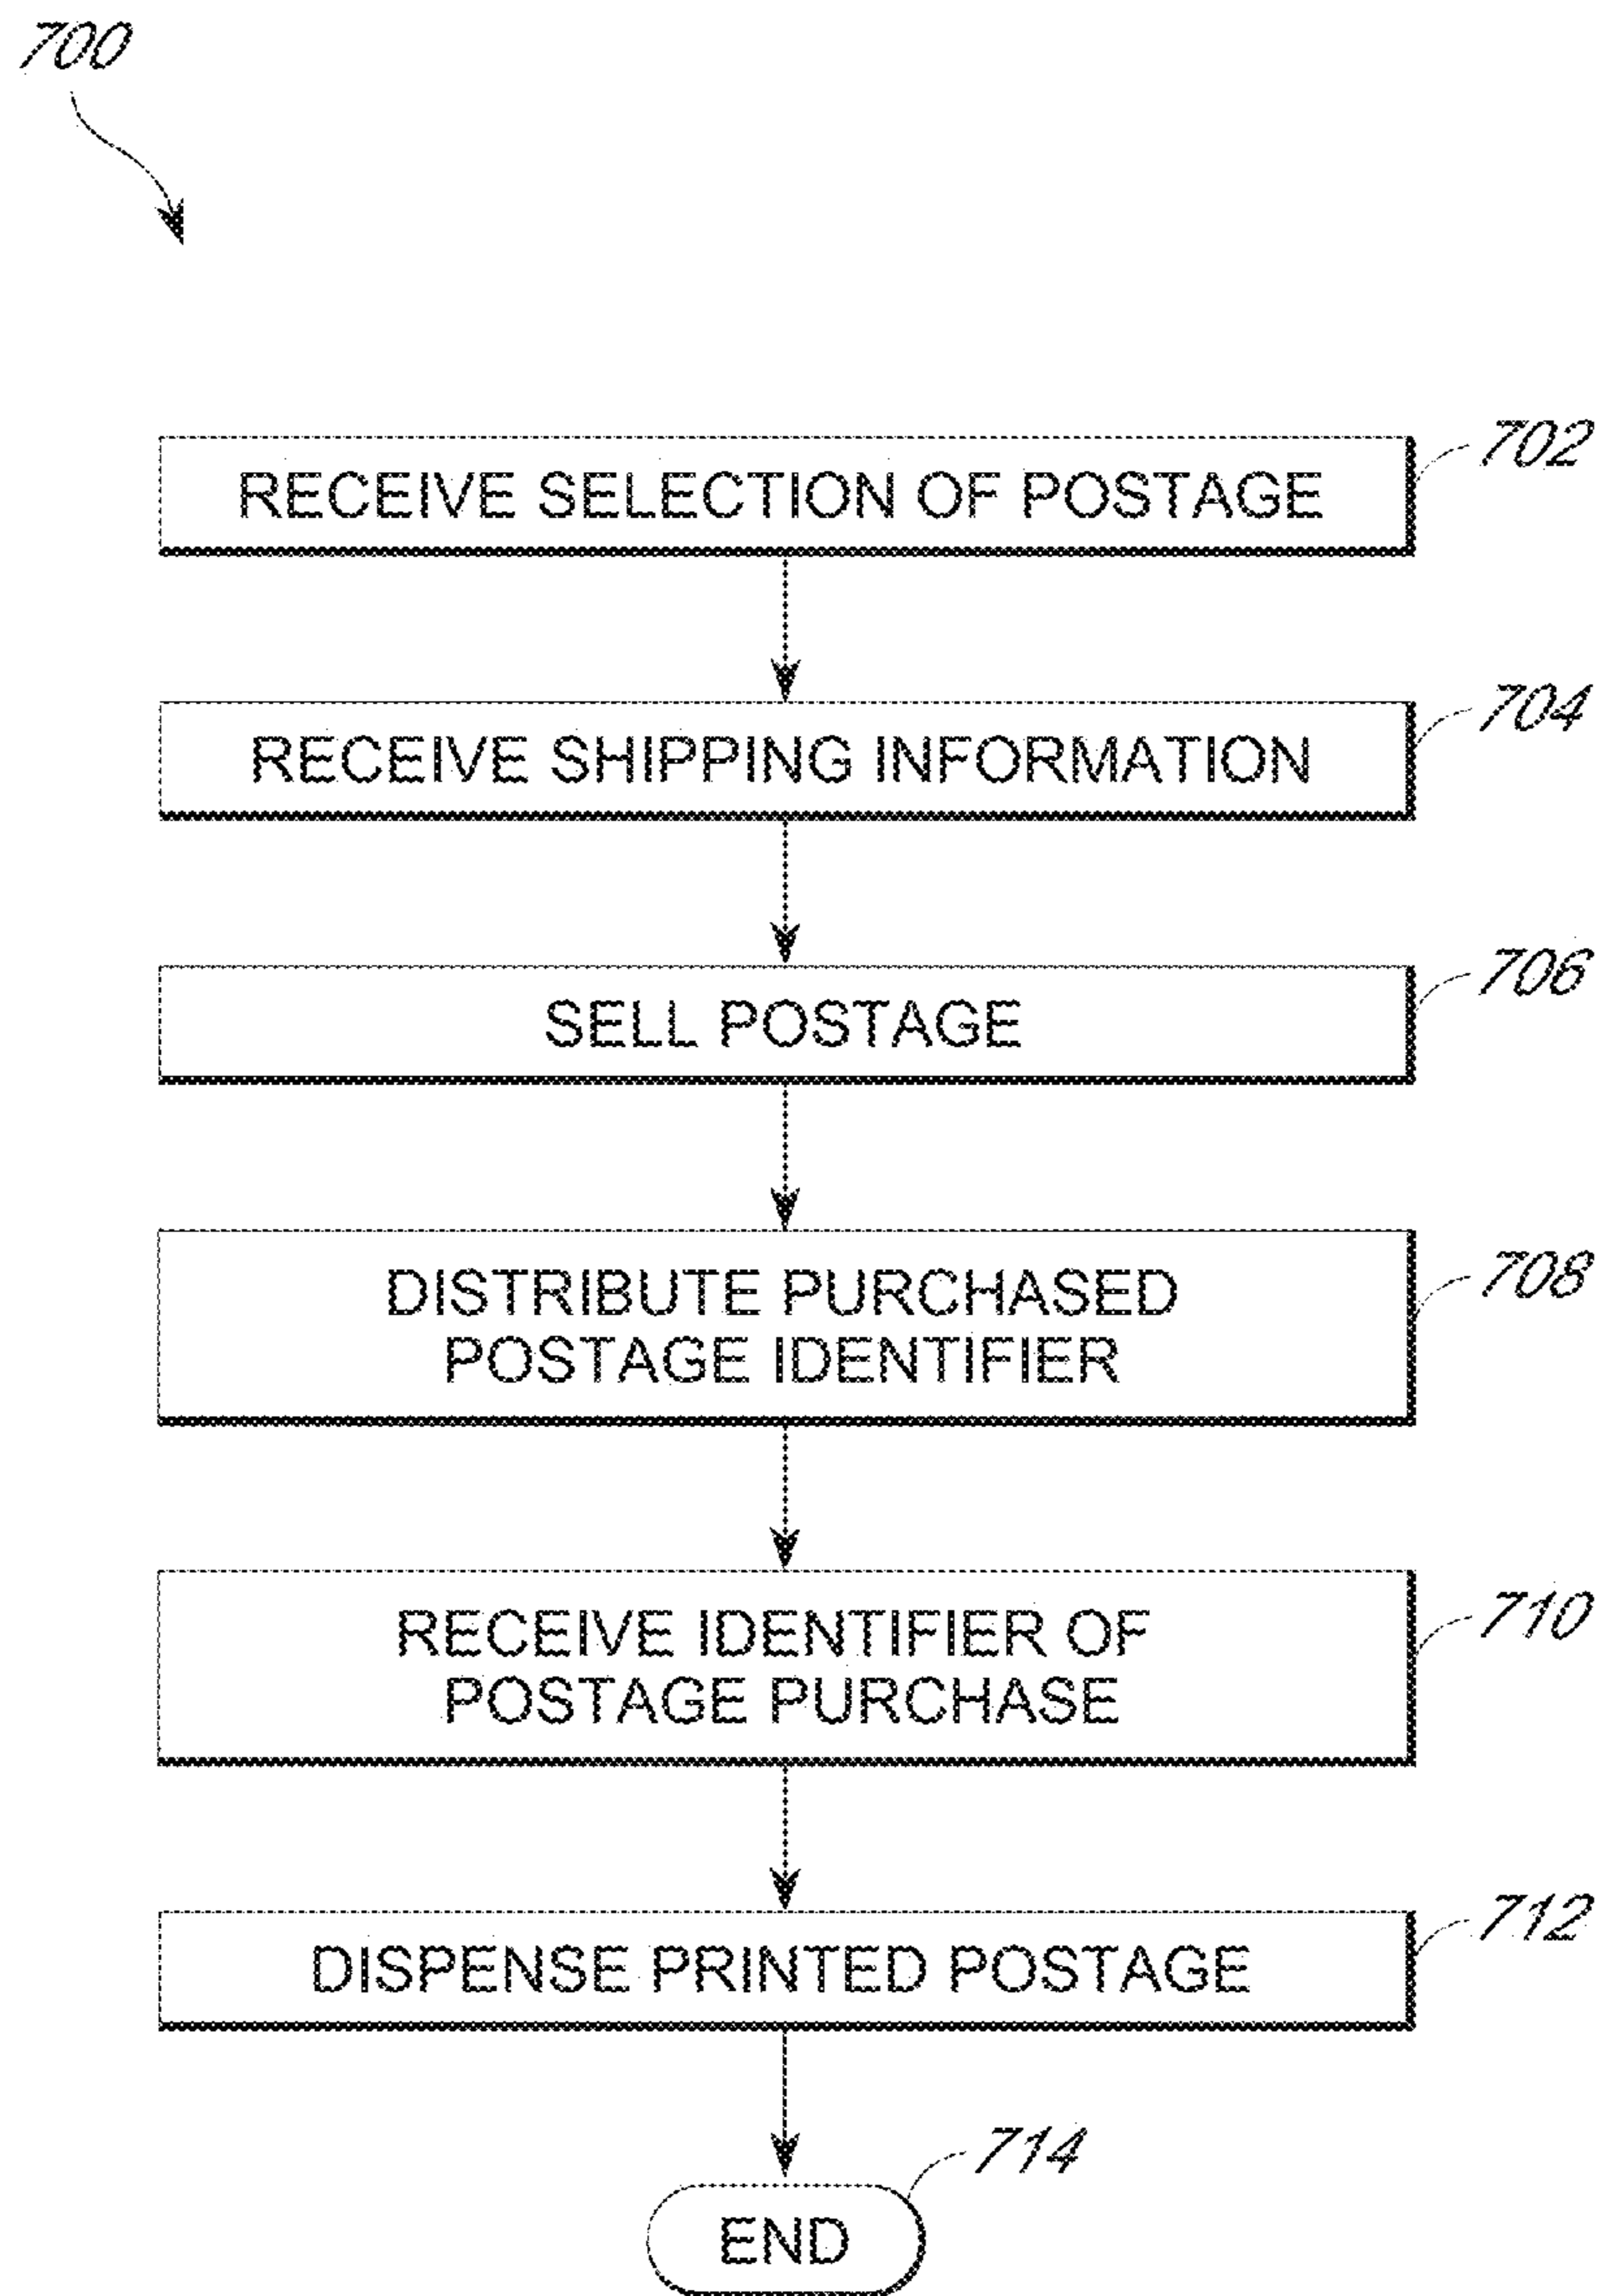 700
RECEIVE SELECTION OF POSTAGE
702
RECEIVE SHIPPING INFORMATION
704
SELL POSTAGE
706
DISTRIBUTE PURCHASED
POSTAGE IDENTIFIER
708
RECEIVE IDENTIFIER OF
POSTAGE PURCHASE
710
DISPENSE PRINTED POSTAGE
712
714
END